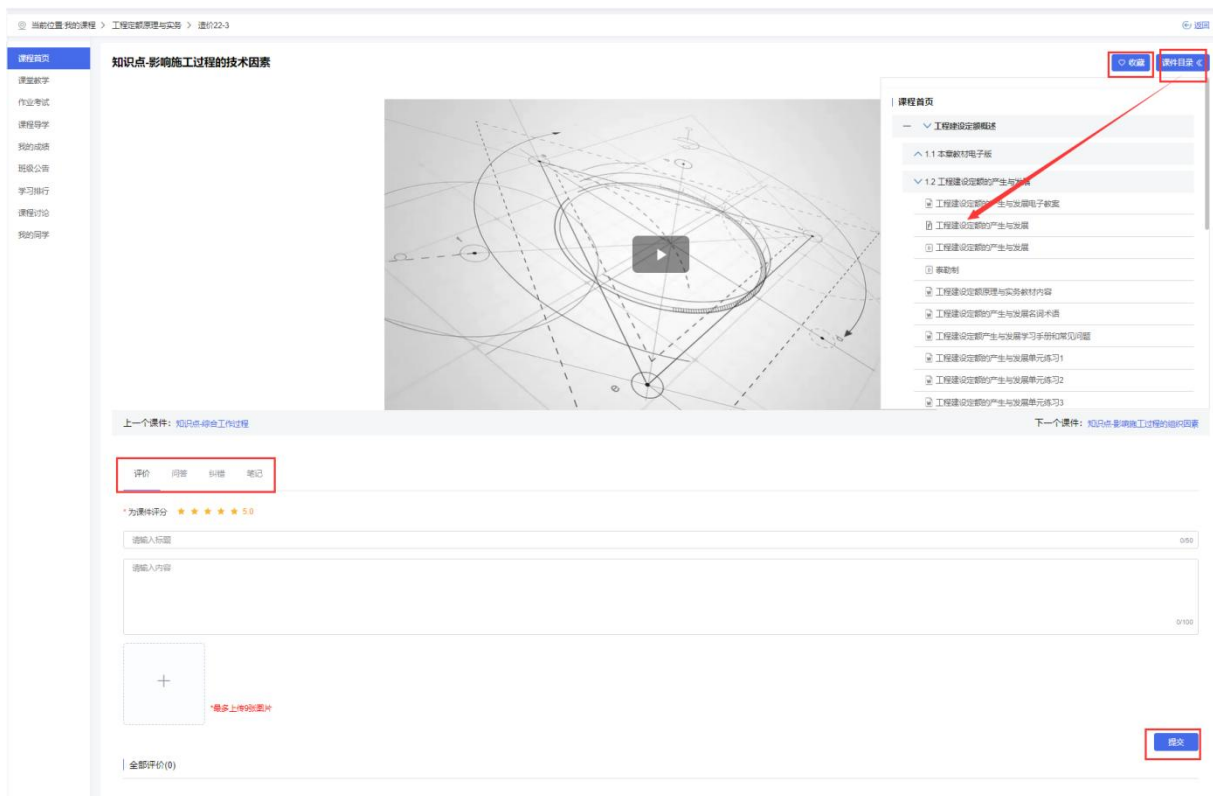 当前位置:我的课程 > 工程定额原理与实务 > 造价22-3
返回
课程首页
课堂教学
作业考试
课程导学
我的成绩
班级公告
学习排行
课程讨论
我的同学
知识点-影响施工过程的技术因素
收藏
课件目录 《
课程首页
工程建设定额概述
1.1 本章教材电子版
1.2 工程建设定额的产生与发展
工程建设定额的产生与发展电子教案
工程建设定额的产生与发展
工程建设定额的产生与发展
泰勒制
工程建设定额原理与实务教材内容
工程建设定额的产生与发展名词术语
工程建设定额产生与发展学习手册和常见问题
工程建设定额的产生与发展单元练习1
工程建设定额的产生与发展单元练习2
工程建设定额的产生与发展单元练习3
上一个课件：知识点-综合工作过程
下一个课件：知识点-影响施工过程的组织因素
评价 问答 纠错 笔记
*为课件评分 ★ ★ ★ ★ ★ 5.0
请输入标题
0/50
请输入内容
0/100
+
*最多上传9张图片
提交
全部评价(0)